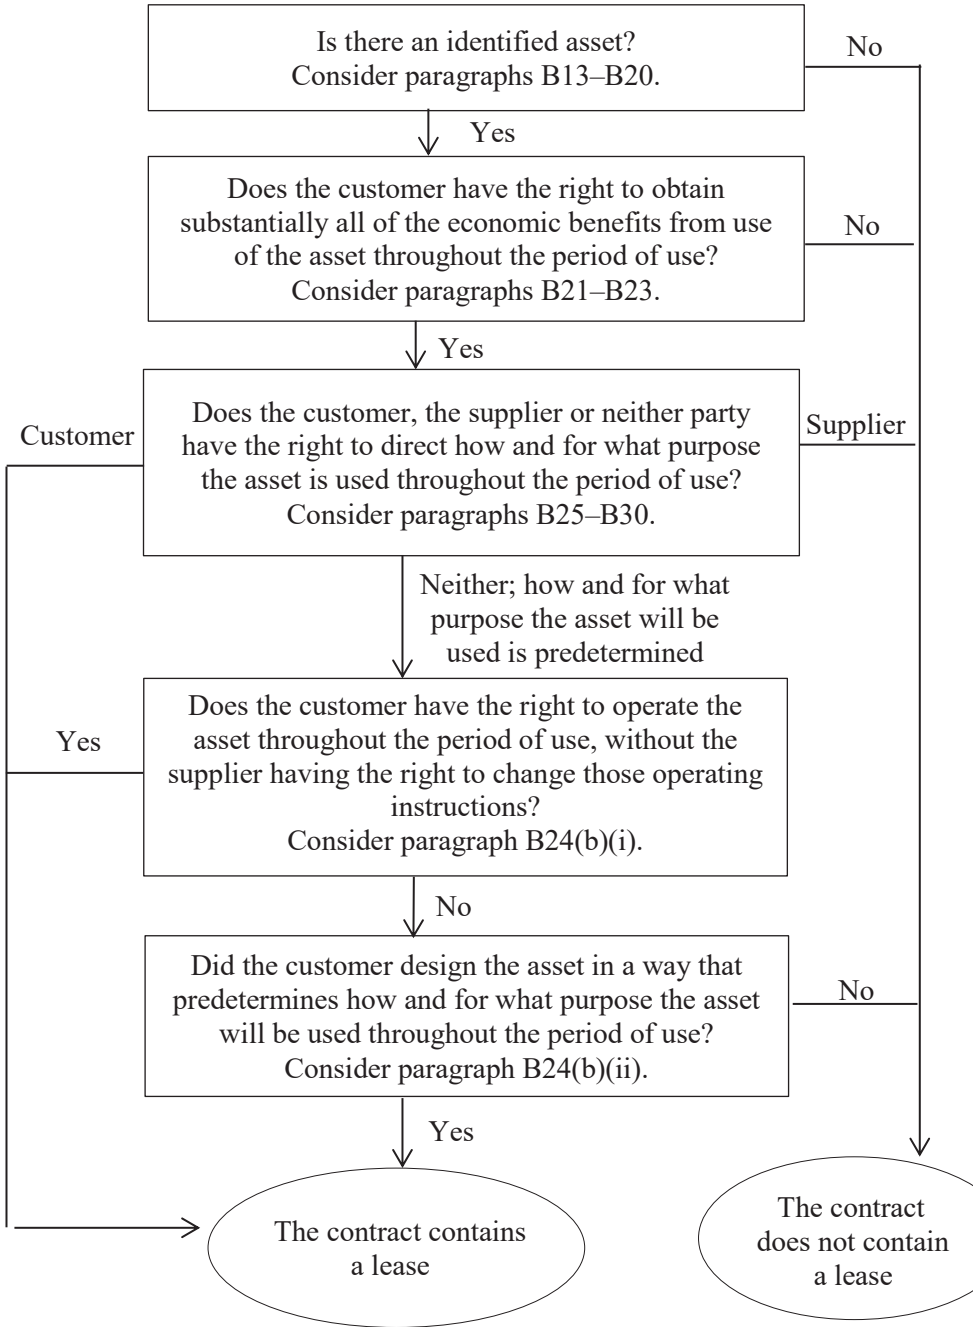 Is there an identified asset?
Consider paragraphs B13–B20.
No
Yes
Does the customer have the right to obtain
substantially all of the economic benefits from use
of the asset throughout the period of use?
Consider paragraphs B21–B23.
No
Yes
Does the customer, the supplier or neither party
have the right to direct how and for what purpose
the asset is used throughout the period of use?
Consider paragraphs B25–B30.
Customer
Supplier
Neither; how and for what
purpose the asset will be
used is predetermined
Does the customer have the right to operate the
asset throughout the period of use, without the
supplier having the right to change those operating
instructions?
Consider paragraph B24(b)(i).
Yes
No
Did the customer design the asset in a way that
predetermines how and for what purpose the asset
will be used throughout the period of use?
Consider paragraph B24(b)(ii).
No
Yes
The contract contains
a lease
The contract
does not contain
a lease